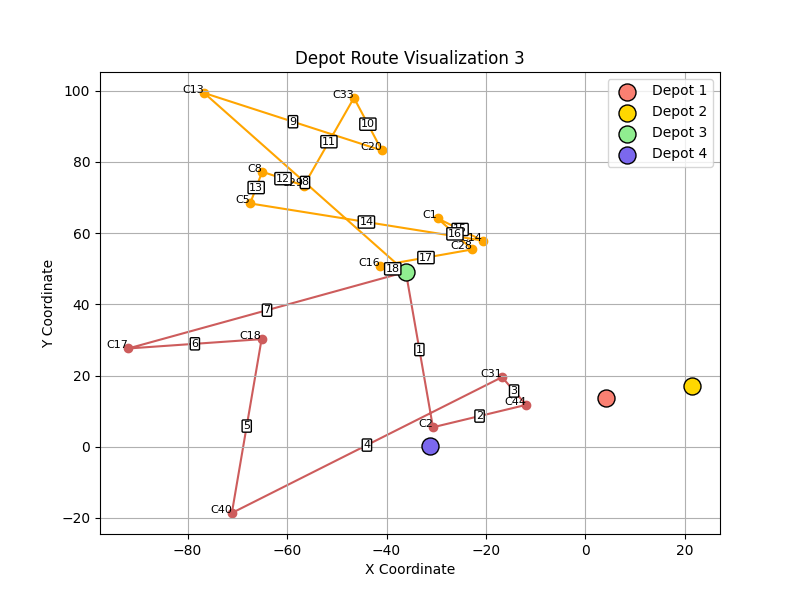 Depot Route Visualization 3
Depot 1
Depot 2
Depot 3
Depot 4
Y Coordinate
100
80
60
40
20
0
−20
−80
−60
−40
−20
0
20
X Coordinate
C13
C33
9
10
11
C20
C8
12
8
13
C5
C1
14
16
C28
17
C16
18
1
7
C17
6
C18
C31
3
C44
2
C2
4
5
C40